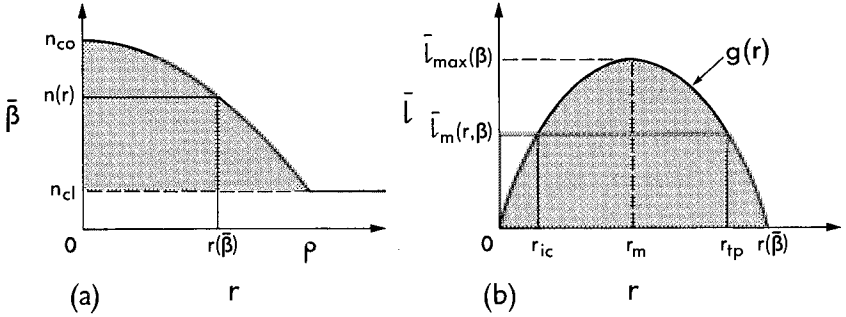 n_co
n(r)
β̄
n_cl
0
r(β̄)
ρ
(a)
r
l̄_max(β̄)
g(r)
l̄
l̄_m(r,β̄)
0
r_ic
r_m
r_tp
r(β̄)
(b)
r